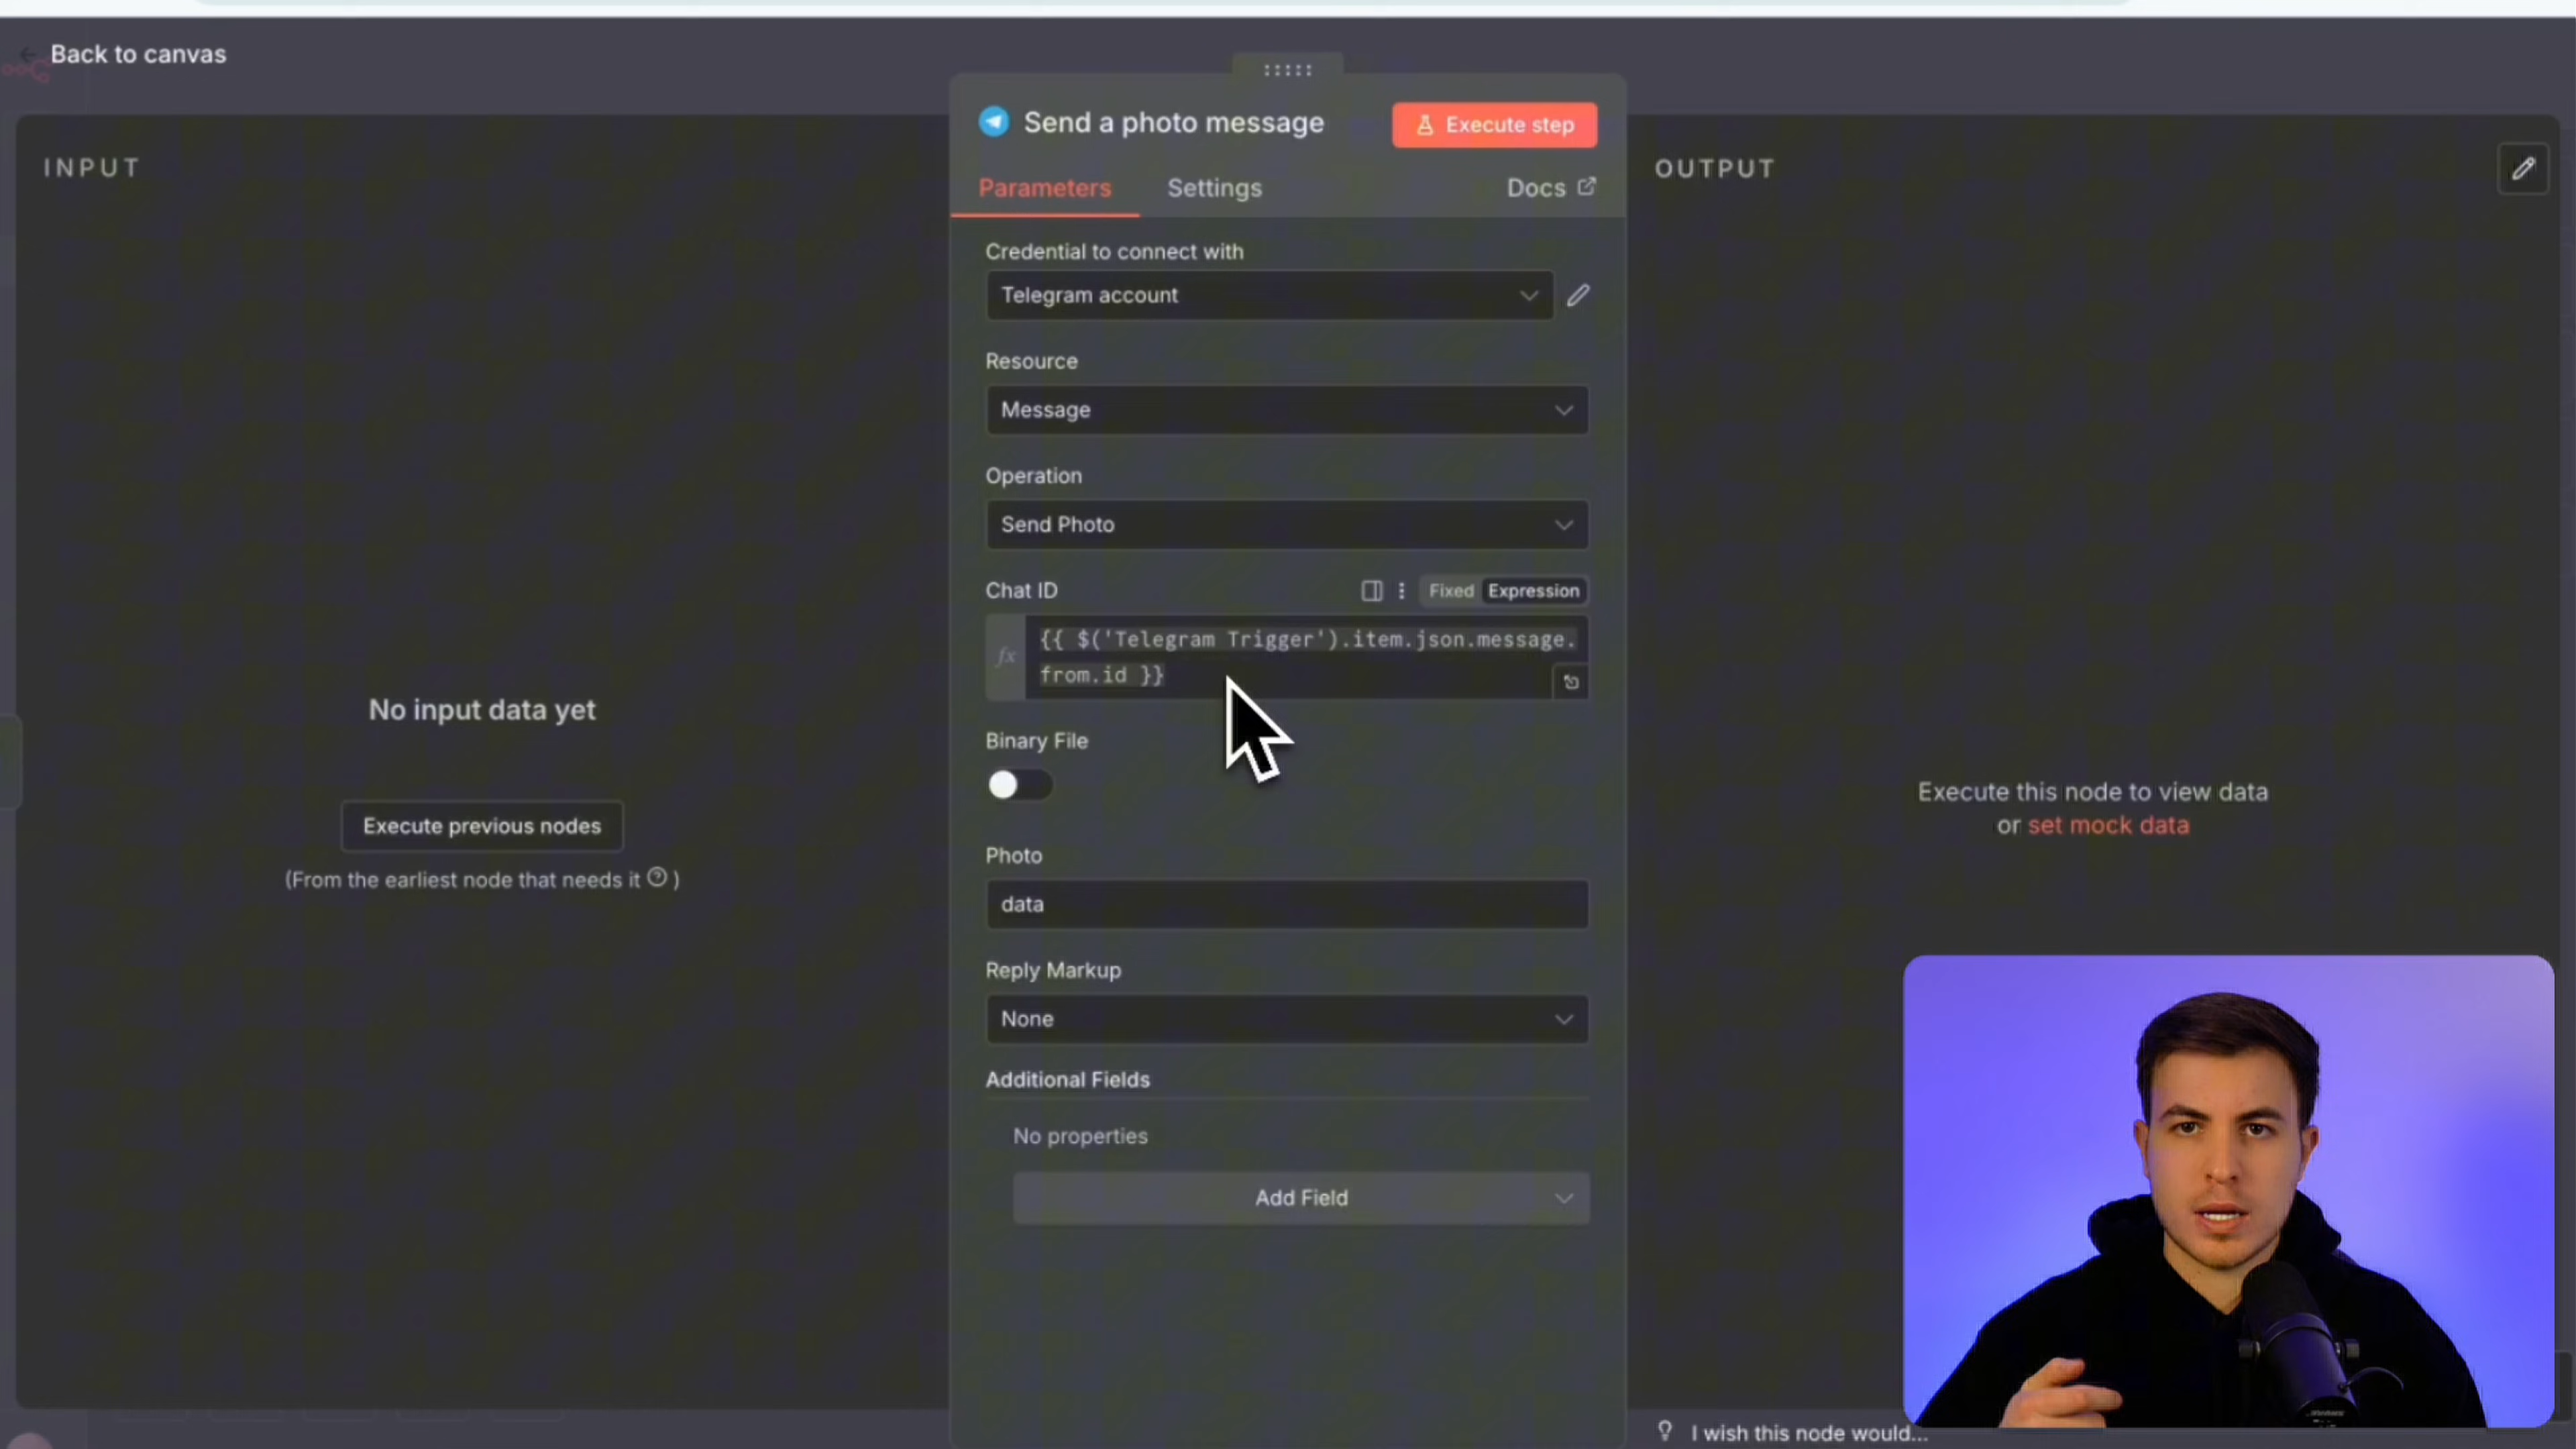 Back to canvas
INPUT
No input data yet
Execute previous nodes
(From the earliest node that needs it ? )
Send a photo message
Execute step
Parameters
Settings
Docs
Credential to connect with
Telegram account
Resource
Message
Operation
Send Photo
Chat ID
Fixed
Expression
fx
{{ $('Telegram Trigger').item.json.message.
from.id }}
Binary File
Photo
data
Reply Markup
None
Additional Fields
No properties
Add Field
OUTPUT
Execute this node to view data
or set mock data
I wish this node would...